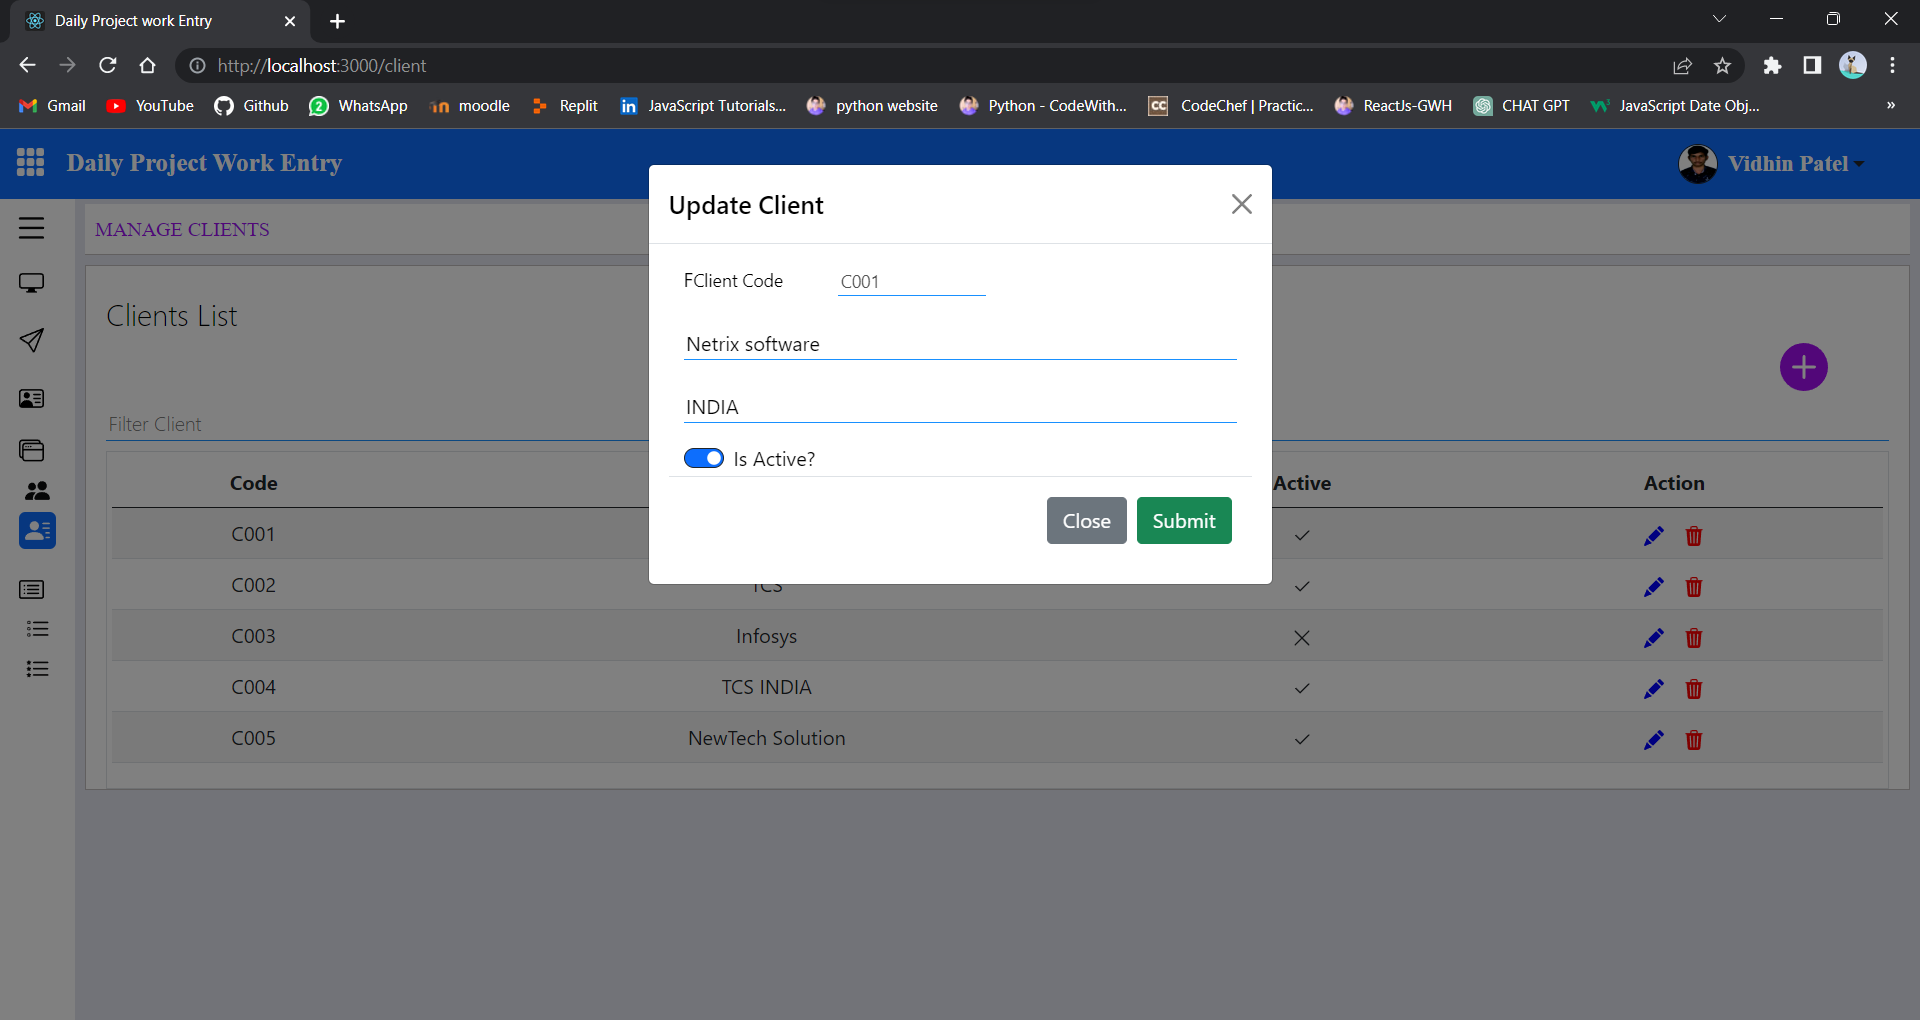 Daily Project work Entry
http://localhost:3000/client
Gmail YouTube Github WhatsApp moodle Replit JavaScript Tutorials... python website Python - CodeWith... CodeChef | Practic... ReactJs-GWH CHAT GPT JavaScript Date Obj... »
Daily Project Work Entry
Vidhin Patel
MANAGE CLIENTS
Clients List
Filter Client
Update Client
FClient Code C001
Netrix software
INDIA
Is Active?
Close Submit
Code Active Action
C001
C002 TCS
C003 Infosys
C004 TCS INDIA
C005 NewTech Solution